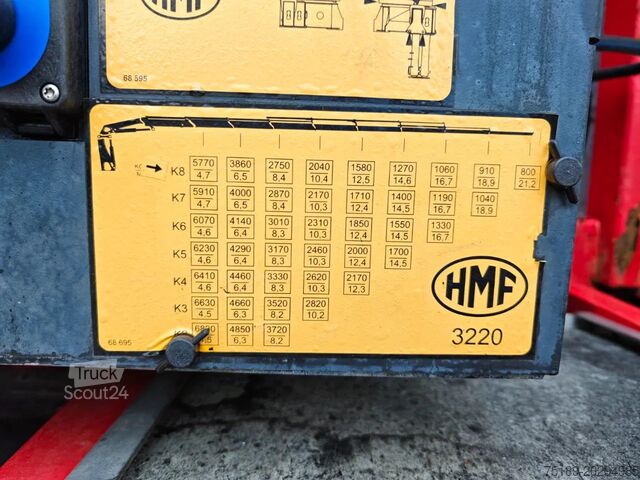 HMF
68 595
K8 5770 3860 2750 2040 1580 1270 1060 910 800
4,7 6,5 8,4 10,4 12,5 14,6 16,7 18,9 21,2
K7 5910 4000 2870 2170 1710 1400 1190 1040
4,7 6,5 8,4 10,3 12,4 14,5 16,7 18,9
K6 6070 4140 3010 2310 1850 1550 1330
4,6 6,4 8,3 10,3 12,4 14,5 16,7
K5 6230 4290 3170 2460 2000 1700
4,6 6,4 8,3 10,3 12,4 14,5
K4 6410 4460 3330 2620 2170
4,6 6,4 8,3 10,3 12,3
K3 6630 4660 3520 2820
4,5 6,3 8,2 10,2
4850 3720
6,3 8,2
HMF
3220
68 695
Truck
Scout24